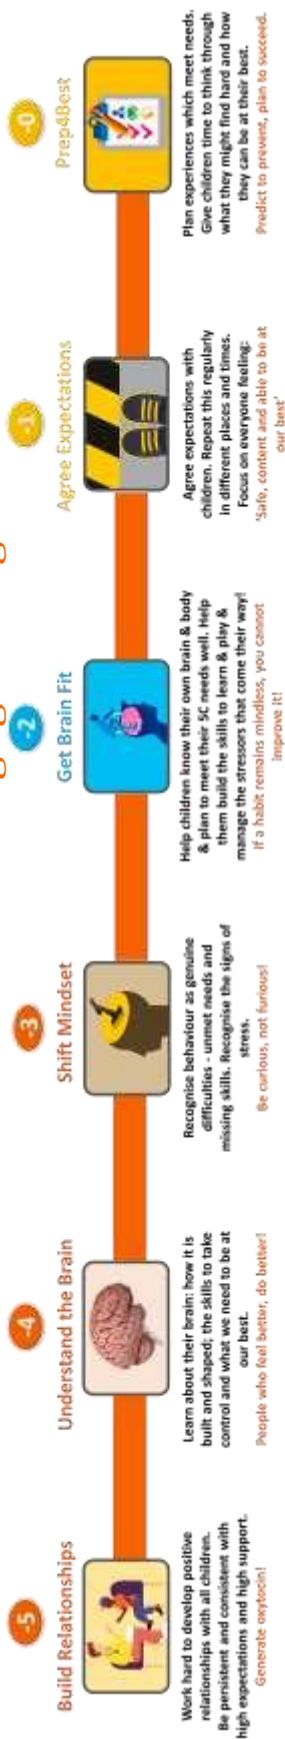 -5
Build Relationships
Work hard to develop positive
relationships with all children.
Be persistent and consistent with
high expectations and high support.
Generate oxytocin!
-4
Understand the Brain
Learn about their brain: how it is
built and shaped; the skills to take
control and what we need to be at
our best.
People who feel better, do better!
-3
Shift Mindset
Recognise behaviour as genuine
difficulties - unmet needs and
missing skills. Recognise the signs of
stress.
Be curious, not furious!
-2
Get Brain Fit
Help children know their own brain & body
& plan to meet their 5C needs well. Help
them build the skills to learn & play &
manage the stressors that come their way!
If a habit remains mindless, you cannot
improve it!
-1
Agree Expectations
Agree expectations with
children. Repeat this regularly
in different places and times.
Focus on everyone feeling:
'Safe, content and able to be at
our best'
-0
Prep4Best
Plan experiences which meet needs.
Give children time to think through
what they might find hard and how
they can be at their best.
Predict to prevent, plan to succeed.